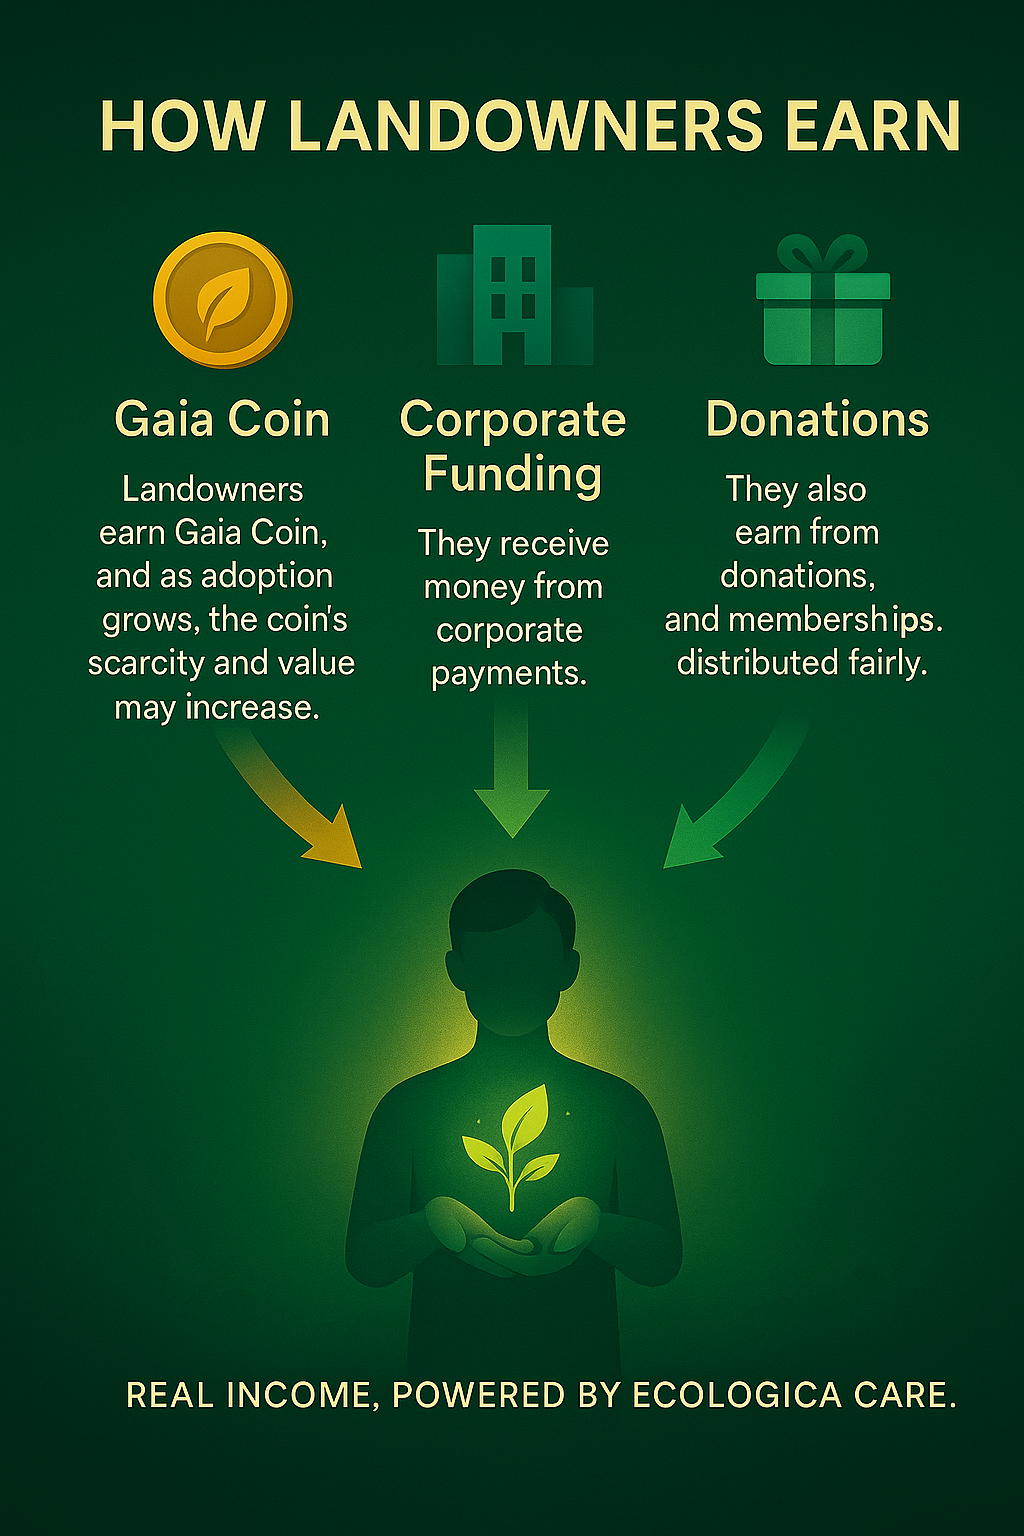 HOW LANDOWNERS EARN
Gaia Coin
Landowners
earn Gaia Coin,
and as adoption
grows, the coin's
scarcity and value
may increase.
Corporate
Funding
They receive
money from
corporate
payments.
Donations
They also
earn from
donations,
and memberships.
distributed fairly.
REAL INCOME, POWERED BY ECOLOGICA CARE.